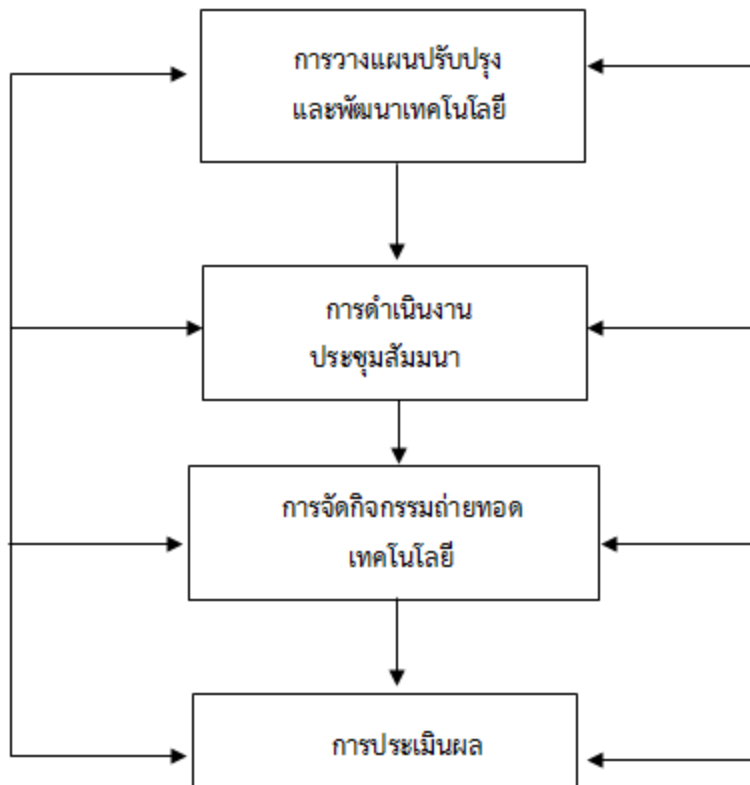 การวางแผนปรับปรุง
และพัฒนาเทคโนโลยี
การดำเนินงาน
ประชุมสัมมนา
การจัดกิจกรรมถ่ายทอด
เทคโนโลยี
การประเมินผล